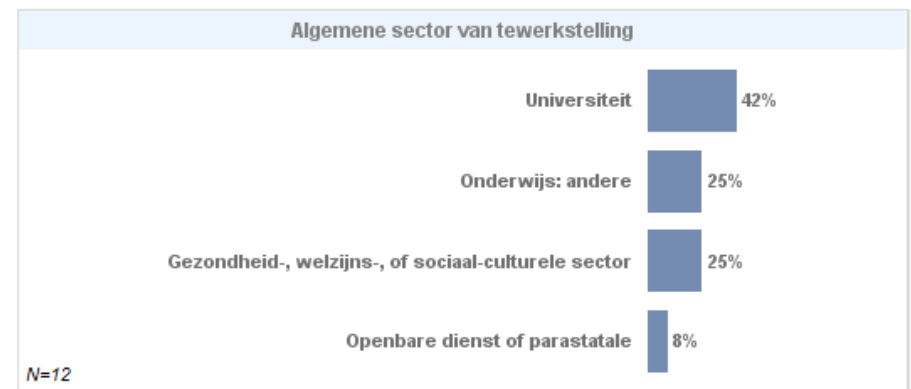 Algemene sector van tewerkstelling
Universiteit 42%
Onderwijs: andere 25%
Gezondheid-, welzijns-, of sociaal-culturele sector 25%
Openbare dienst of parastatale 8%
N=12